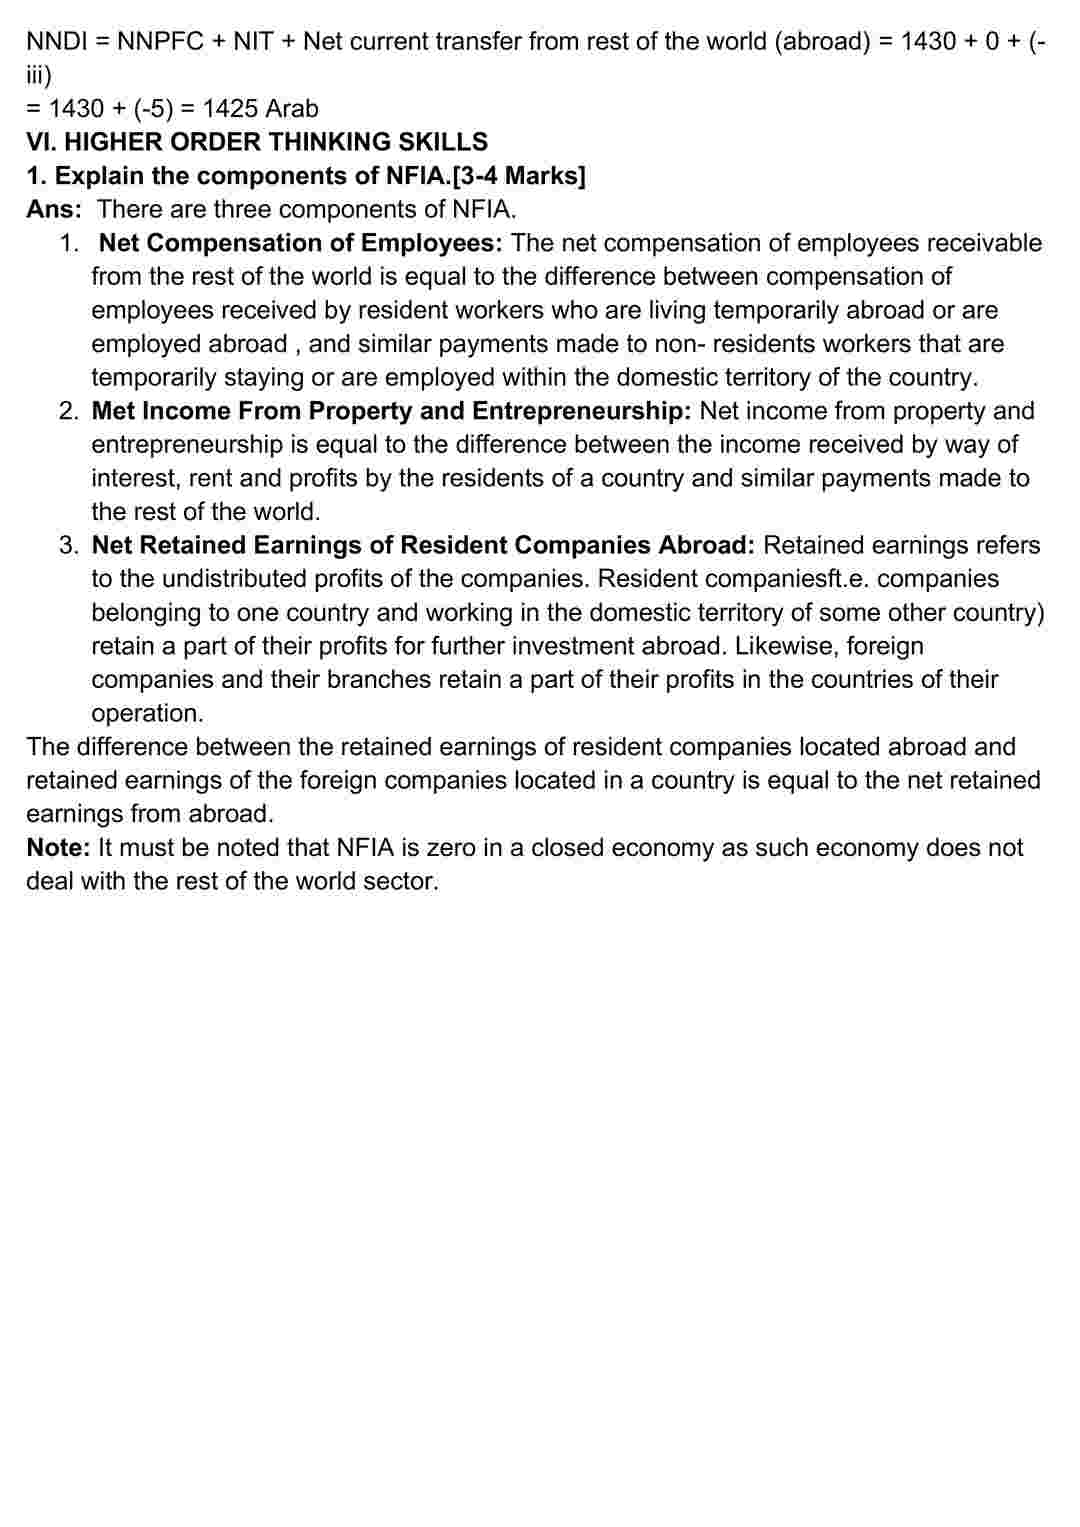 NNDI = NNPFC + NIT + Net current transfer from rest of the world (abroad) = 1430 + 0 + (-
iii)
= 1430 + (-5) = 1425 Arab
VI. HIGHER ORDER THINKING SKILLS
1. Explain the components of NFIA.[3-4 Marks]
Ans: There are three components of NFIA.
1. Net Compensation of Employees: The net compensation of employees receivable
from the rest of the world is equal to the difference between compensation of
employees received by resident workers who are living temporarily abroad or are
employed abroad , and similar payments made to non- residents workers that are
temporarily staying or are employed within the domestic territory of the country.
2. Met Income From Property and Entrepreneurship: Net income from property and
entrepreneurship is equal to the difference between the income received by way of
interest, rent and profits by the residents of a country and similar payments made to
the rest of the world.
3. Net Retained Earnings of Resident Companies Abroad: Retained earnings refers
to the undistributed profits of the companies. Resident companiesft.e. companies
belonging to one country and working in the domestic territory of some other country)
retain a part of their profits for further investment abroad. Likewise, foreign
companies and their branches retain a part of their profits in the countries of their
operation.
The difference between the retained earnings of resident companies located abroad and
retained earnings of the foreign companies located in a country is equal to the net retained
earnings from abroad.
Note: It must be noted that NFIA is zero in a closed economy as such economy does not
deal with the rest of the world sector.